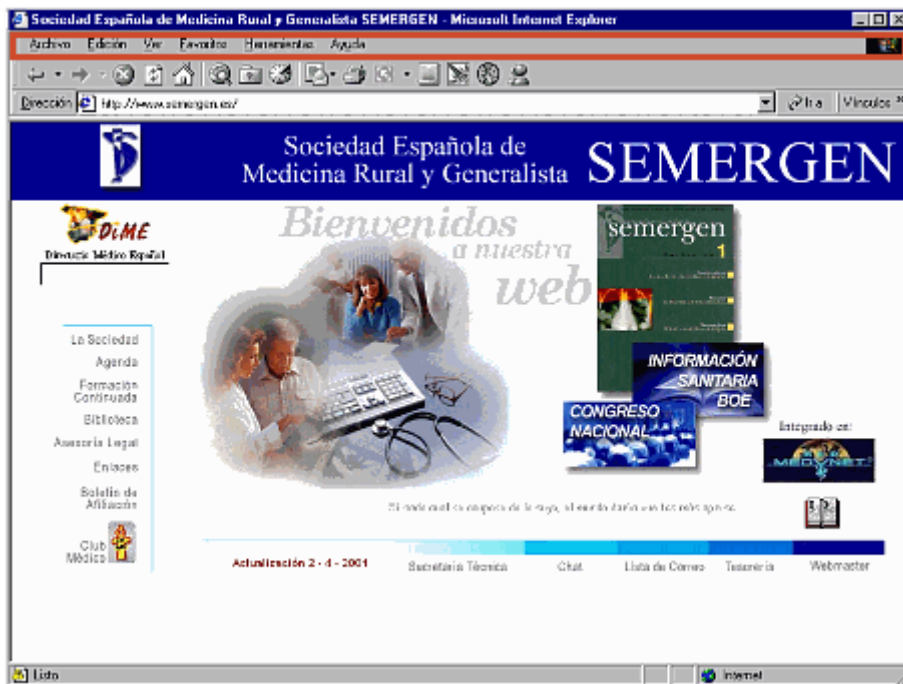 Sociedad Española de Medicina Rural y Generalista SEMERGEN - Microsoft Internet Explorer
Archivo Edición Ver Favoritos Herramientas Ayuda
Dirección http://www.semergen.es/ Ir a Vínculos »
Sociedad Española de
Medicina Rural y Generalista SEMERGEN
DiME
Directorio Médico Español
Bienvenidos
a nuestra
web
semergen
1
La Sociedad
Agenda
Formación
Continuada
Biblioteca
Asesoría Legal
Enlaces
Boletín de
Afiliación
Club
Médico
INFORMACIÓN
SANITARIA
BOE
CONGRESO
NACIONAL
Integrado en:
MEDYNET
Actualización 2 - 4 - 2001 Secretaría Técnica Chat Lista de Correo Tesorería Webmaster
Listo Internet